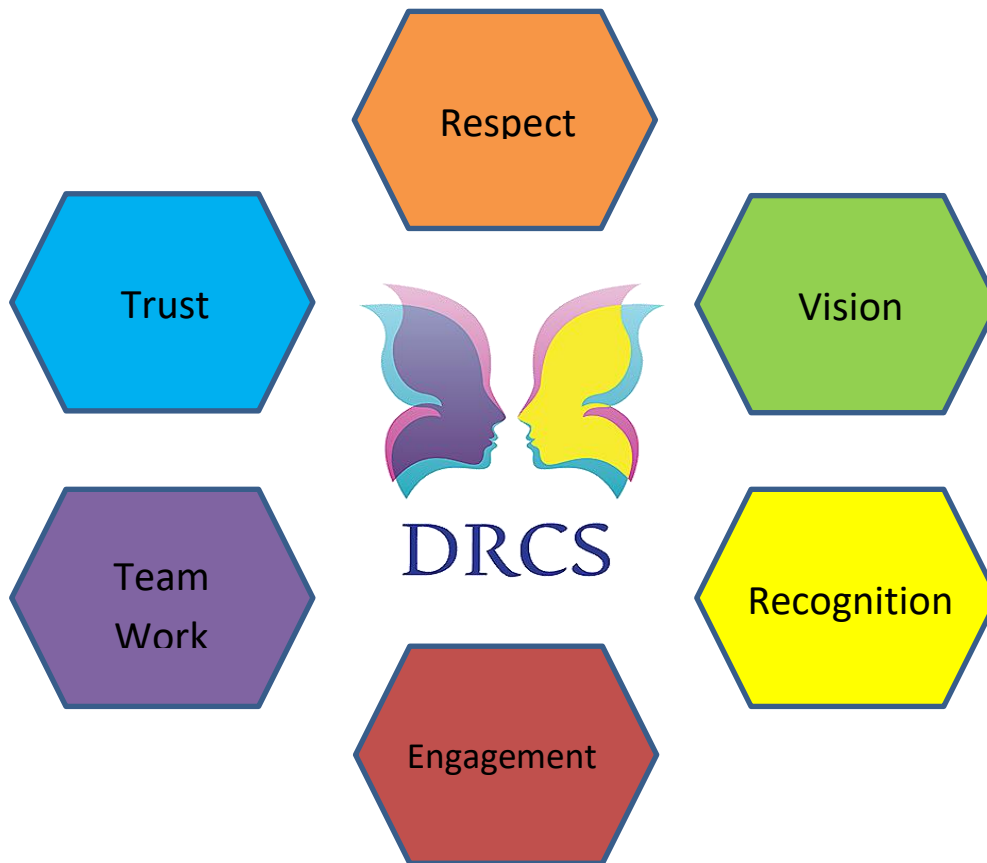 Respect
Trust
Vision
DRCS
Team
Work
Recognition
Engagement